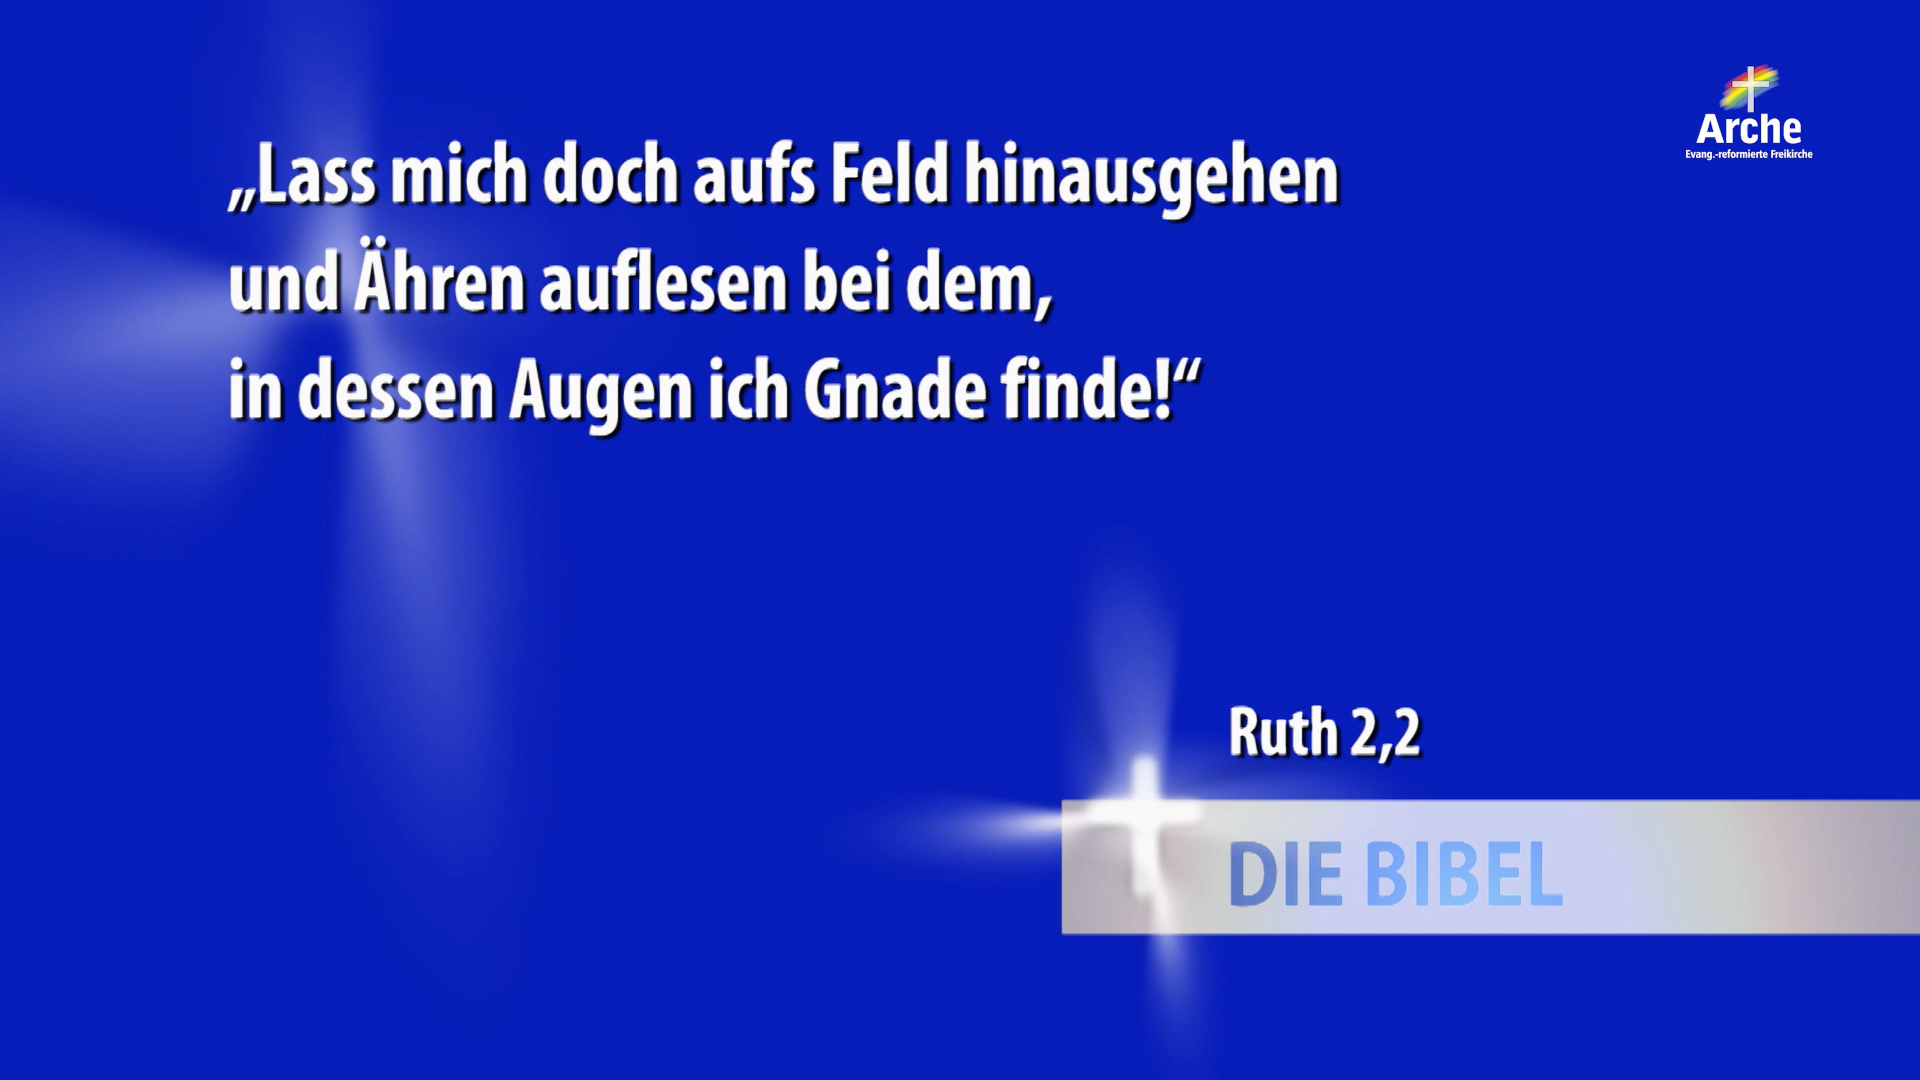 „Lass mich doch aufs Feld hinausgehen
und Ähren auflesen bei dem,
in dessen Augen ich Gnade finde!“
Arche
Evang.-reformierte Freikirche
Ruth 2,2
DIE BIBEL